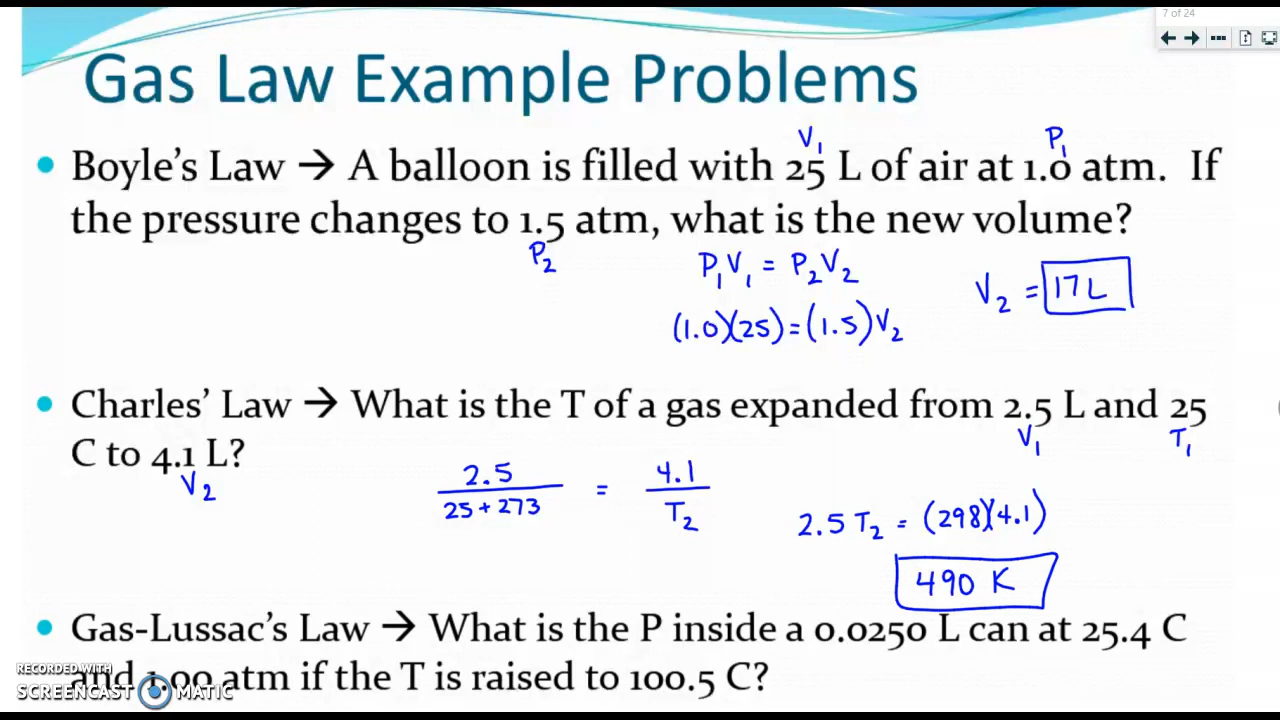 7 of 24
Gas Law Example Problems
V₁ P₁
• Boyle's Law → A balloon is filled with 25 L of air at 1.0 atm. If
the pressure changes to 1.5 atm, what is the new volume?
P₂
P₁V₁ = P₂V₂
V₂ = 17 L
(1.0)(25) = (1.5)V₂
• Charles' Law → What is the T of a gas expanded from 2.5 L and 25
V₁ T₁
C to 4.1 L?
V₂
2.5 / 25 + 273 = 4.1 / T₂
2.5 T₂ = (298)(4.1)
490 K
• Gas-Lussac's Law → What is the P inside a 0.0250 L can at 25.4 C
and 1.00 atm if the T is raised to 100.5 C?
RECORDED WITH
SCREENCAST MATIC